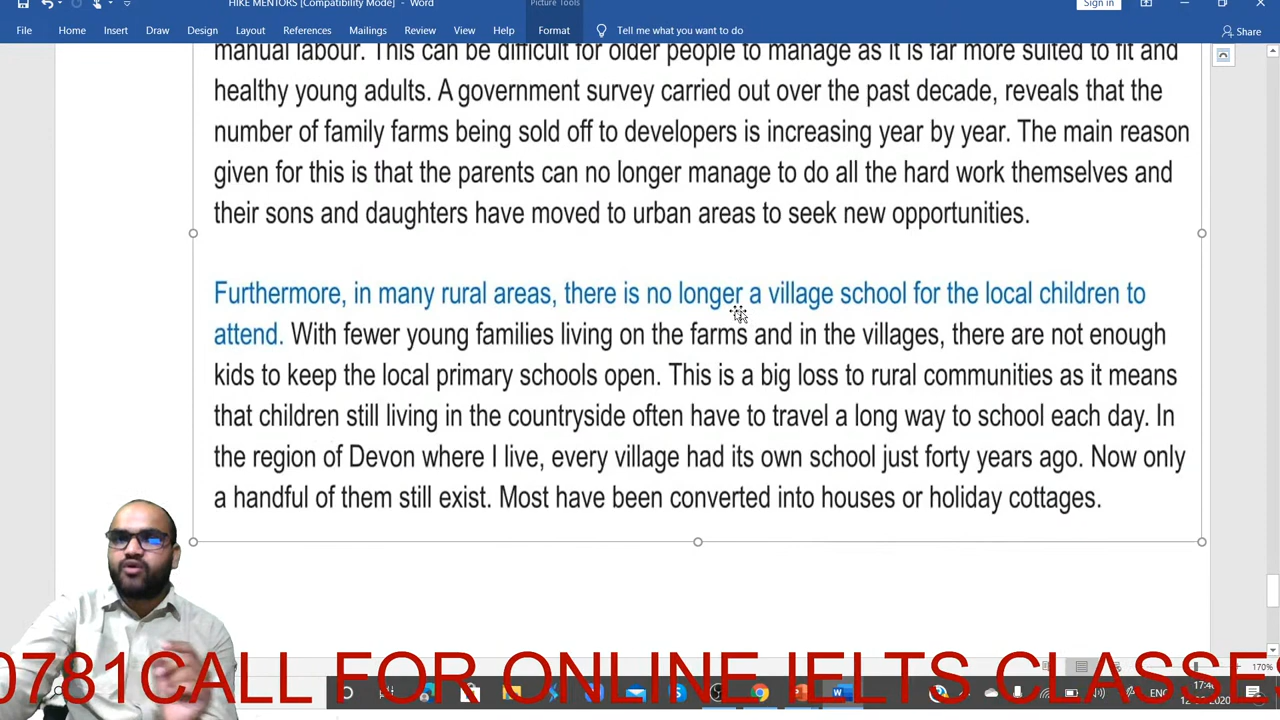 HIKE MENTORS [Compatibility Mode] - Word
Picture Tools
Sign in
File Home Insert Draw Design Layout References Mailings Review View Help Format Tell me what you want to do Share
manual labour. This can be difficult for older people to manage as it is far more suited to fit and
healthy young adults. A government survey carried out over the past decade, reveals that the
number of family farms being sold off to developers is increasing year by year. The main reason
given for this is that the parents can no longer manage to do all the hard work themselves and
their sons and daughters have moved to urban areas to seek new opportunities.
Furthermore, in many rural areas, there is no longer a village school for the local children to
attend. With fewer young families living on the farms and in the villages, there are not enough
kids to keep the local primary schools open. This is a big loss to rural communities as it means
that children still living in the countryside often have to travel a long way to school each day. In
the region of Devon where I live, every village had its own school just forty years ago. Now only
a handful of them still exist. Most have been converted into houses or holiday cottages.
0781CALL FOR ONLINE IELTS CLASSES
170%
ENG